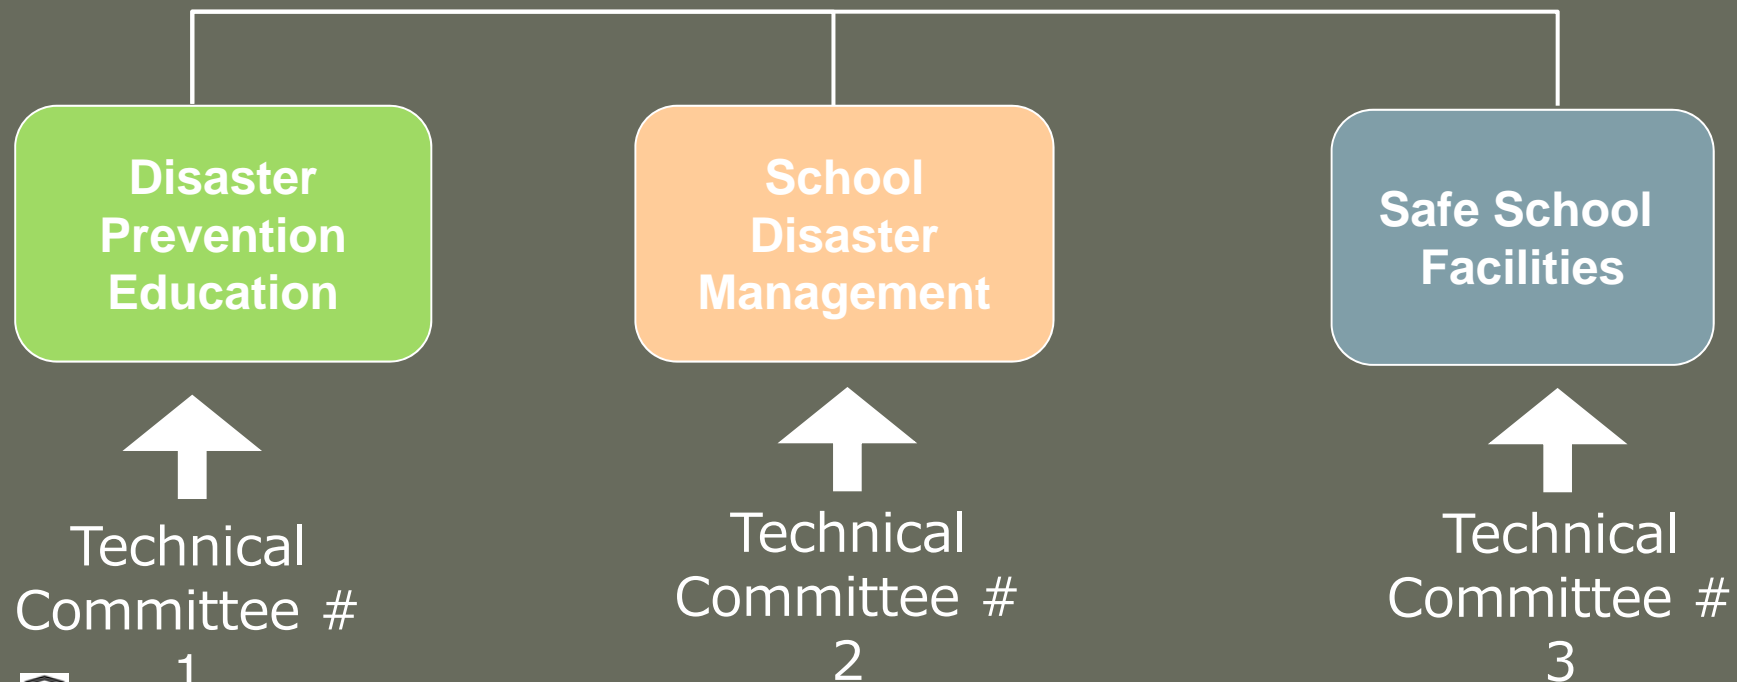 Disaster
Prevention
Education
School
Disaster
Management
Safe School
Facilities
Technical
Committee #
1
Technical
Committee #
2
Technical
Committee #
3